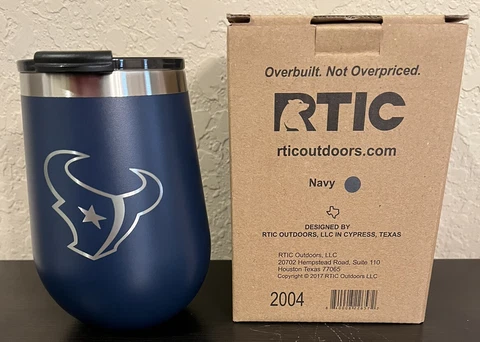 Overbuilt. Not Overpriced.
RTIC
rticoutdoors.com
Navy
DESIGNED BY
RTIC OUTDOORS, LLC IN CYPRESS, TEXAS
RTIC Outdoors, LLC
20702 Hempstead Road, Suite 110
Houston Texas 77065
Copyright © 2017 RTIC Outdoors LLC
2004